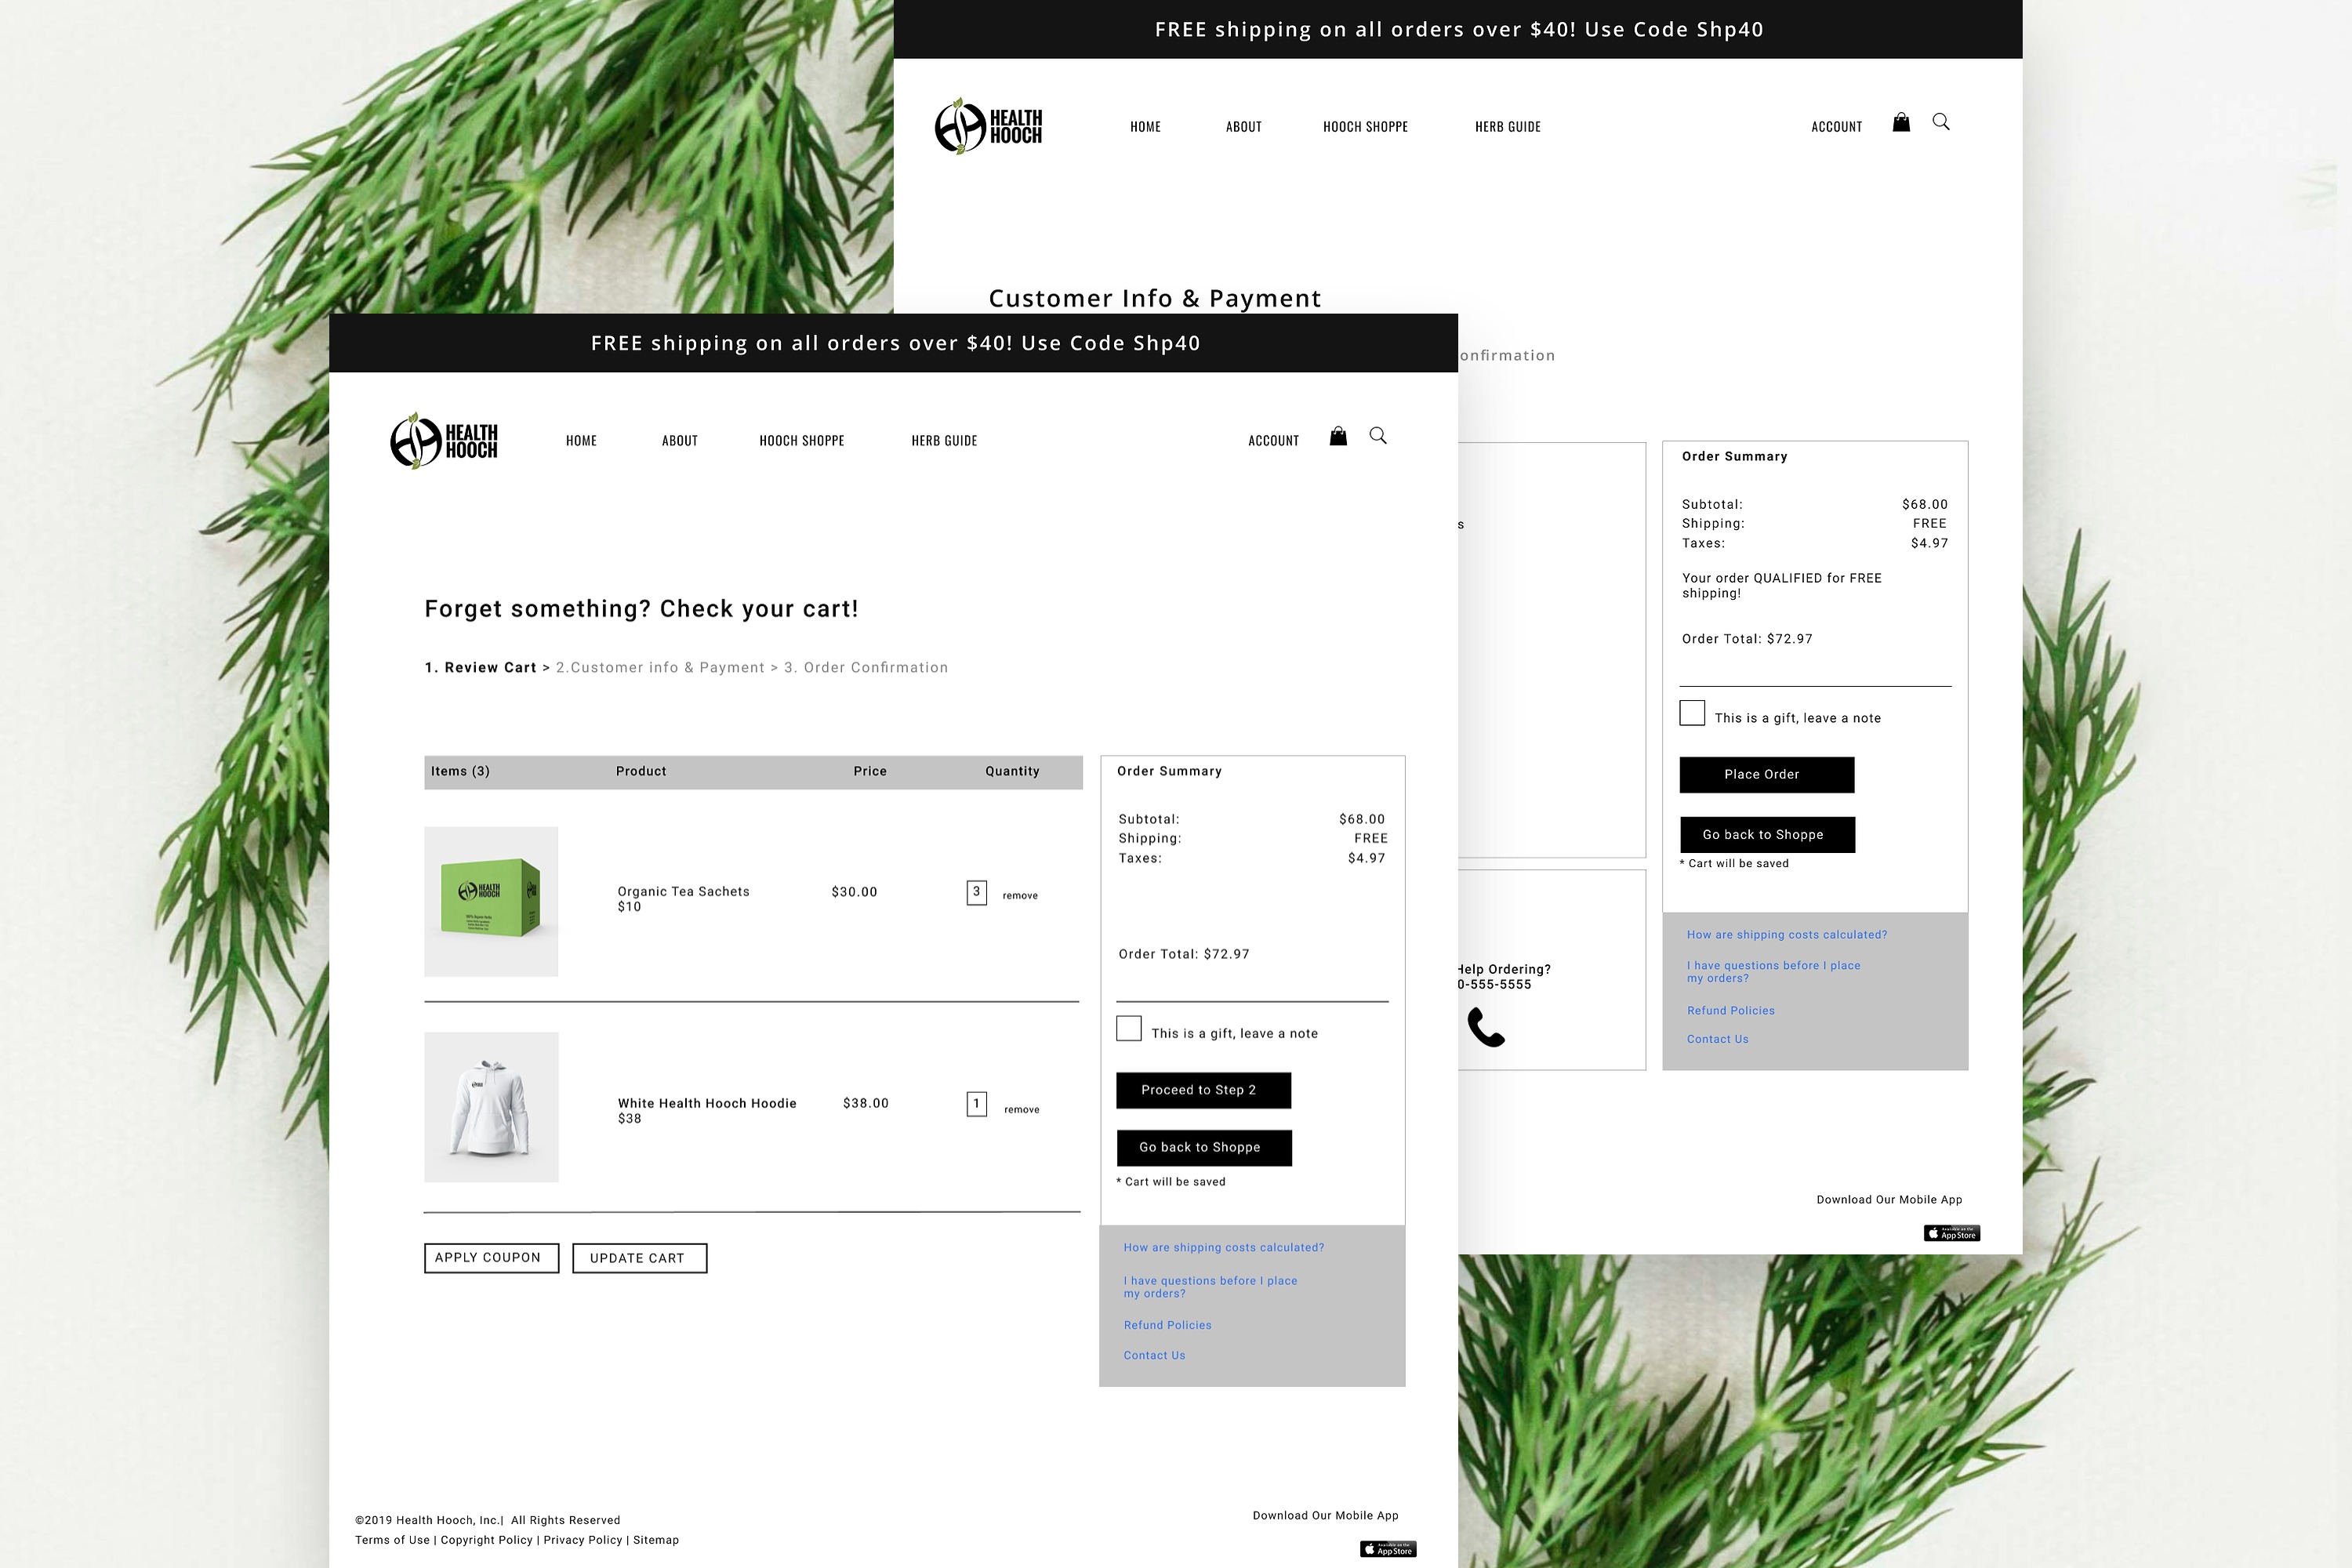 FREE shipping on all orders over $40! Use Code Shp40
HEALTH
HOOCH
HOME ABOUT HOOCH SHOPPE HERB GUIDE ACCOUNT
Customer Info & Payment
onfirmation
s
Order Summary
Subtotal: $68.00
Shipping: FREE
Taxes: $4.97
Your order QUALIFIED for FREE
shipping!
Order Total: $72.97
This is a gift, leave a note
Place Order
Go back to Shoppe
* Cart will be saved
How are shipping costs calculated?
I have questions before I place
my orders?
Refund Policies
Contact Us
Help Ordering?
0-555-5555
Download Our Mobile App
Available on the
App Store
FREE shipping on all orders over $40! Use Code Shp40
HEALTH
HOOCH
HOME ABOUT HOOCH SHOPPE HERB GUIDE ACCOUNT
Forget something? Check your cart!
1. Review Cart > 2.Customer info & Payment > 3. Order Confirmation
Items (3) Product Price Quantity
HEALTH
HOOCH
Organic Tea Sachets $30.00 3 remove
$10
White Health Hooch Hoodie $38.00 1 remove
$38
APPLY COUPON UPDATE CART
Order Summary
Subtotal: $68.00
Shipping: FREE
Taxes: $4.97
Order Total: $72.97
This is a gift, leave a note
Proceed to Step 2
Go back to Shoppe
* Cart will be saved
How are shipping costs calculated?
I have questions before I place
my orders?
Refund Policies
Contact Us
©2019 Health Hooch, Inc.| All Rights Reserved
Terms of Use | Copyright Policy | Privacy Policy | Sitemap
Download Our Mobile App
Available on the
App Store